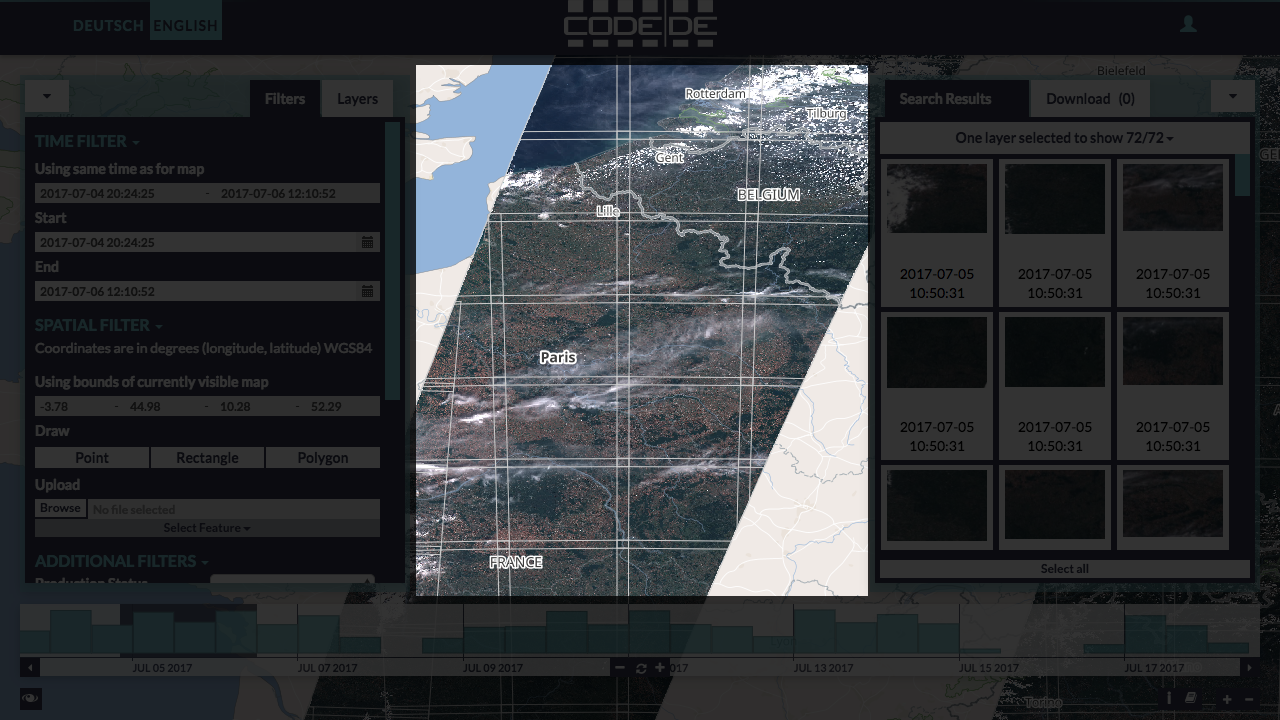 DEUTSCH ENGLISH
CODE|DE
Bielefeld
Filters
Layers
Search Results
Download (0)
TIME FILTER
Using same time as for map
2017-07-04 20:24:25 - 2017-07-06 12:10:52
Start
2017-07-04 20:24:25
End
2017-07-06 12:10:52
SPATIAL FILTER
Coordinates are in degrees (longitude, latitude) WGS84
Using bounds of currently visible map
-3.78 - 44.98 - 10.28 - 52.29
Draw
Point
Rectangle
Polygon
Upload
Browse
No file selected
Select Feature
ADDITIONAL FILTERS
Production Status
Rotterdam
Tilburg
Gent
BELGIUM
Lille
Paris
FRANCE
One layer selected to show 72/72
2017-07-05
10:50:31
2017-07-05
10:50:31
2017-07-05
10:50:31
2017-07-05
10:50:31
2017-07-05
10:50:31
2017-07-05
10:50:31
Select all
JUL 05 2017
JUL 07 2017
JUL 09 2017
JUL 13 2017
JUL 15 2017
JUL 17 2017
Torino